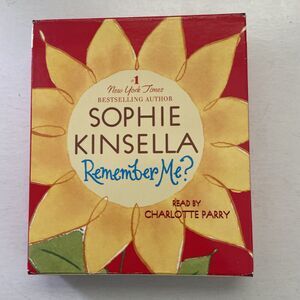 #1
New York Times
BESTSELLING AUTHOR
SOPHIE
KINSELLA
Remember Me?
READ BY
CHARLOTTE PARRY